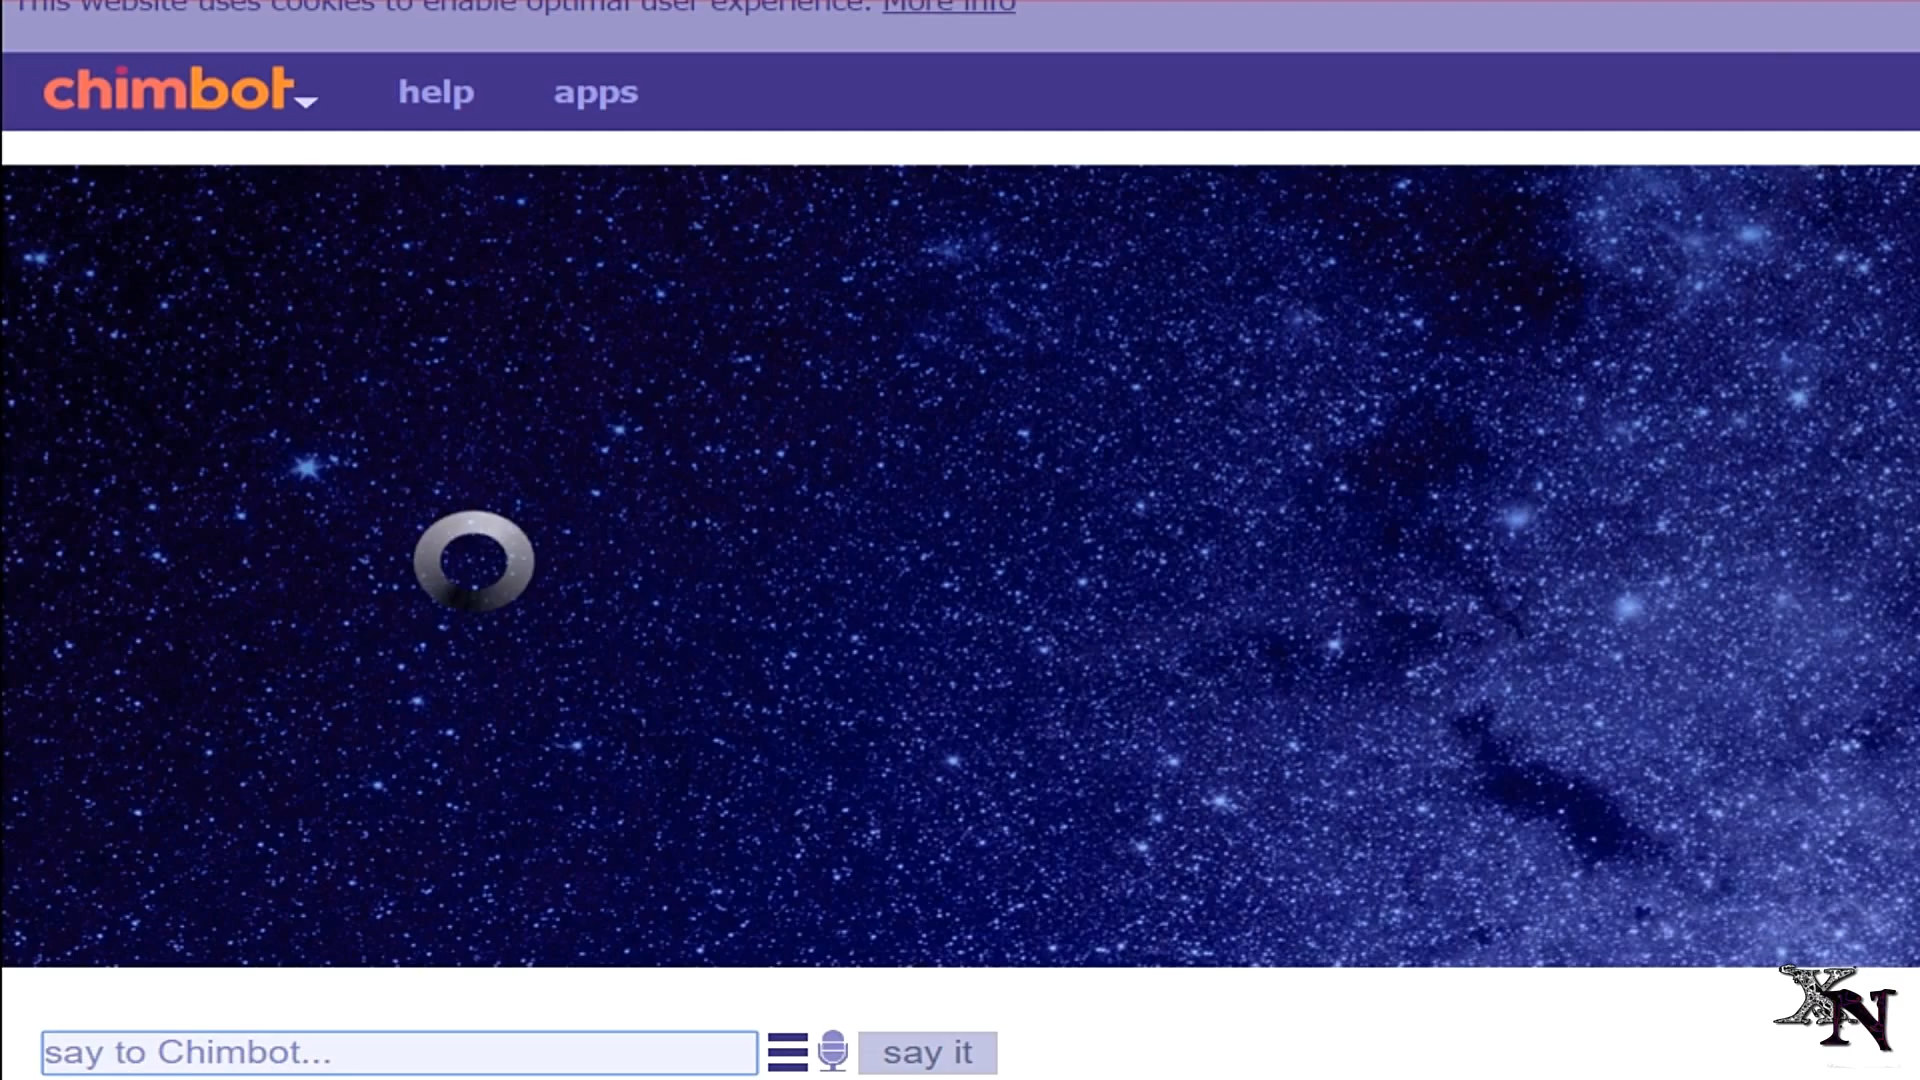 This website uses cookies to enable optimal user experience. More info
chimbot help apps
say to Chimbot... say it
XN